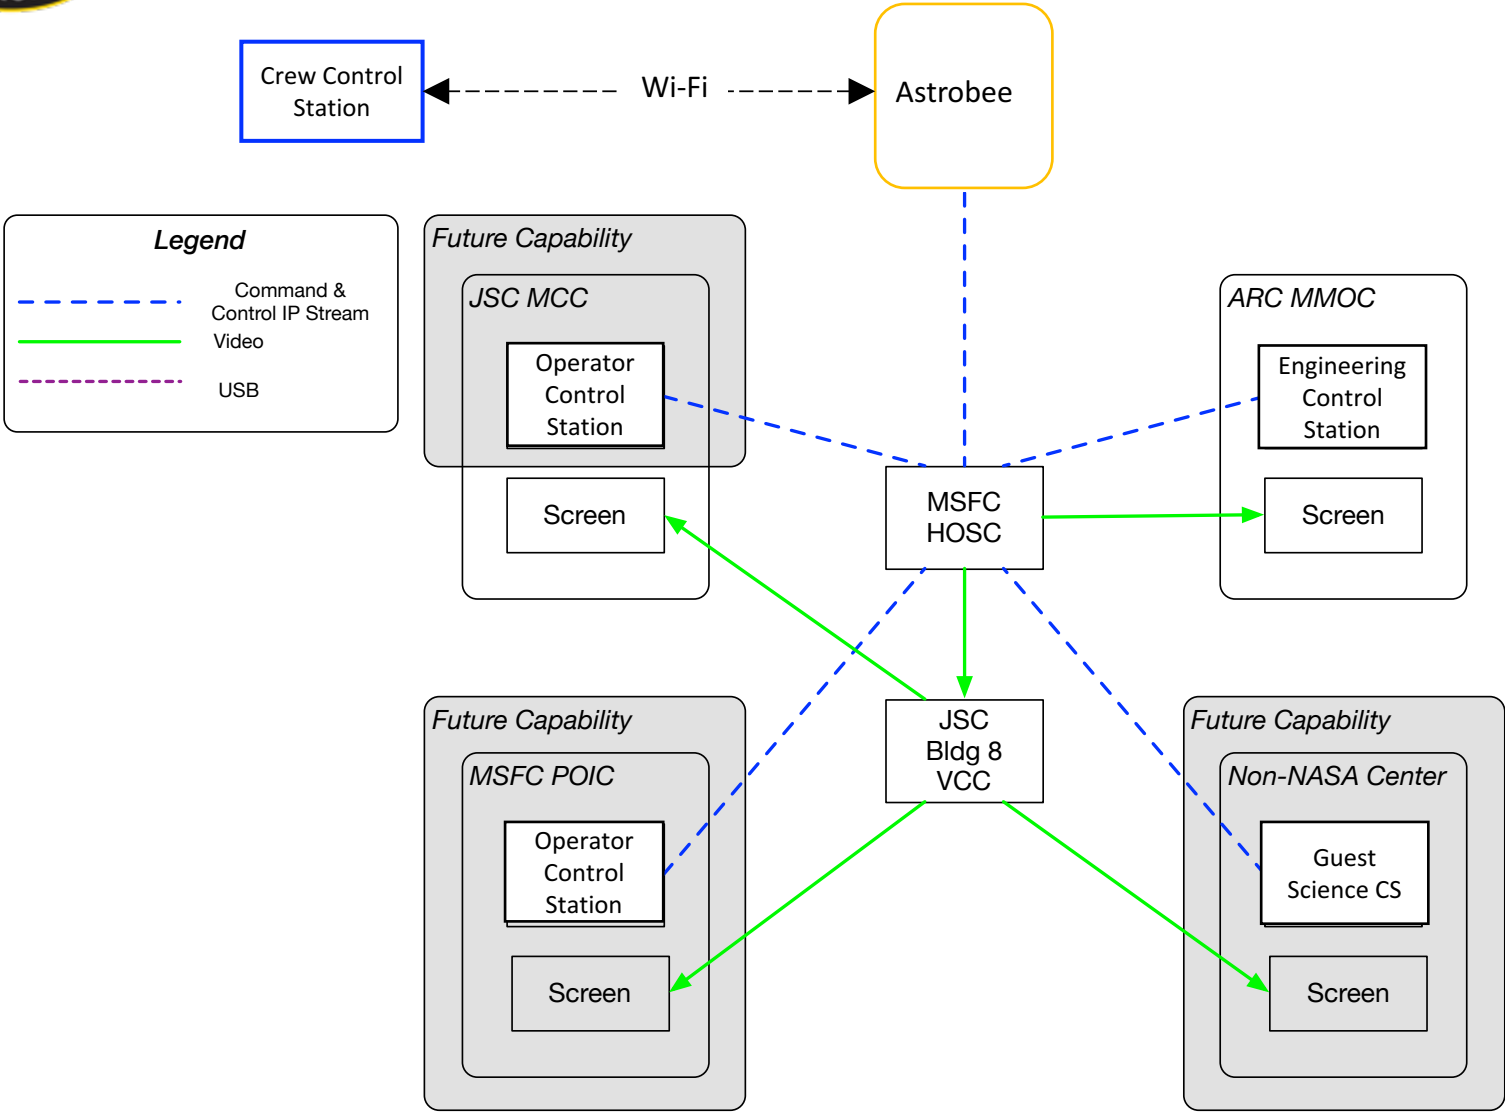 Crew Control
Station
Wi-Fi
Astrobee
Legend
Command &
Control IP Stream
Video
USB
Future Capability
JSC MCC
Operator
Control
Station
Screen
ARC MMOC
Engineering
Control
Station
Screen
MSFC
HOSC
Future Capability
MSFC POIC
Operator
Control
Station
Screen
JSC
Bldg 8
VCC
Future Capability
Non-NASA Center
Guest
Science CS
Screen